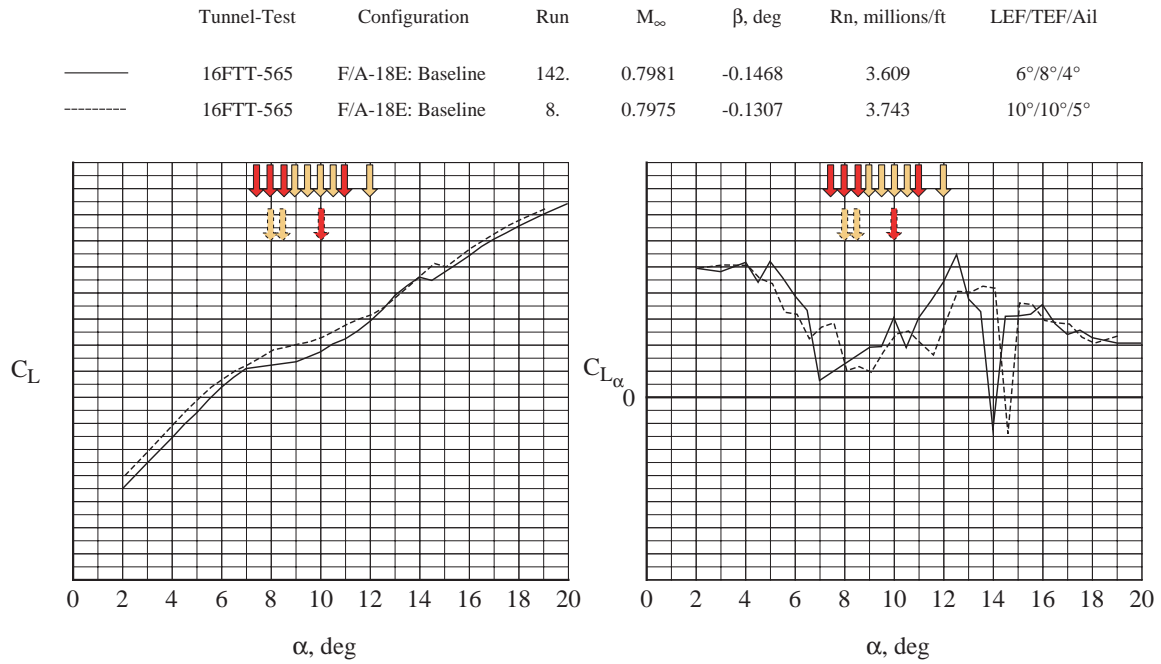 Tunnel-Test Configuration Run M∞ β, deg Rn, millions/ft LEF/TEF/Ail
16FTT-565 F/A-18E: Baseline 142. 0.7981 -0.1468 3.609 6°/8°/4°
16FTT-565 F/A-18E: Baseline 8. 0.7975 -0.1307 3.743 10°/10°/5°
CL
0 2 4 6 8 10 12 14 16 18 20
α, deg
CLα
0
0 2 4 6 8 10 12 14 16 18 20
α, deg